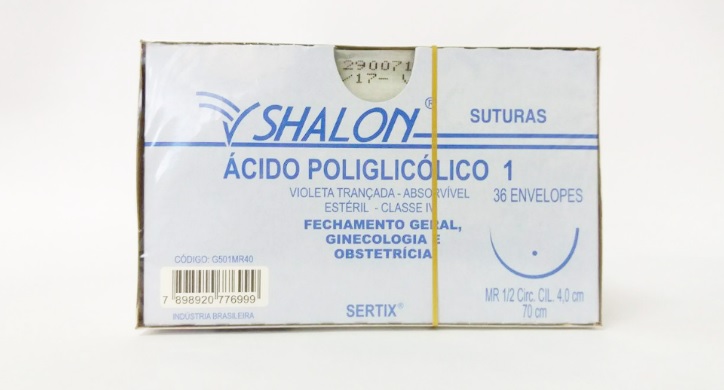 290071
/17-
SHALON®
SUTURAS
ÁCIDO POLIGLICÓLICO 1
VIOLETA TRANÇADA - ABSORVÍVEL
36 ENVELOPES
ESTÉRIL - CLASSE IV
FECHAMENTO GERAL,
GINECOLOGIA E
OBSTETRÍCIA
CÓDIGO: G501MR40
7 898920 776999
INDÚSTRIA BRASILEIRA
SERTIX®
MR 1/2 Circ. CIL. 4,0 cm
70 cm